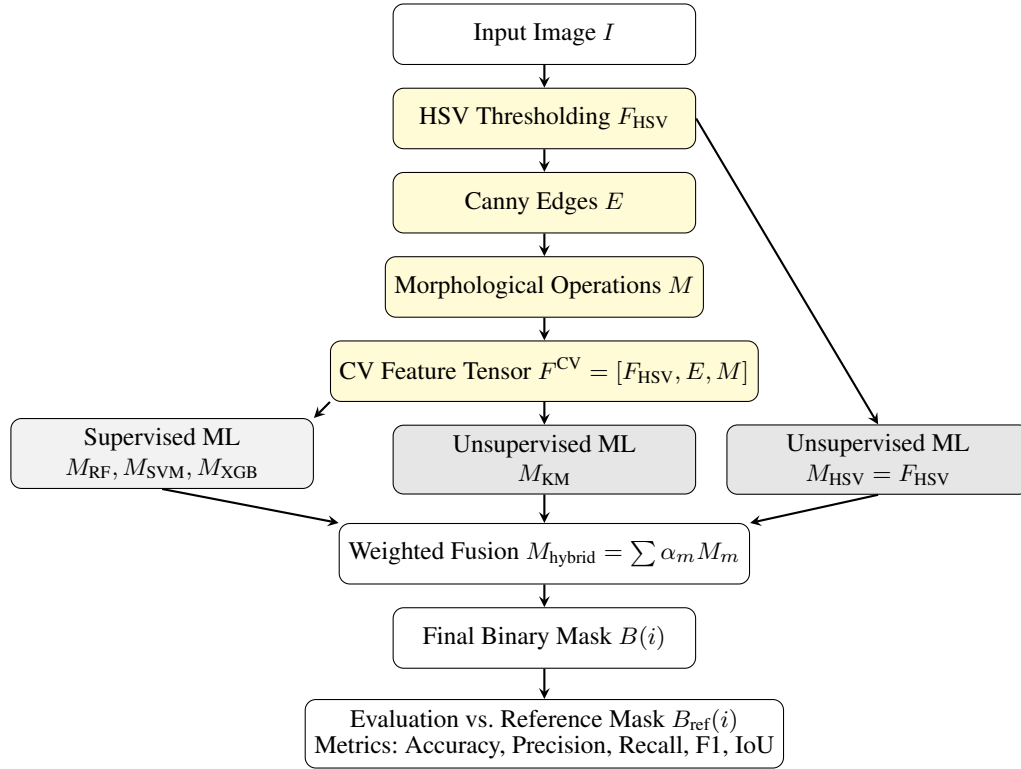 Input Image I
HSV Thresholding F_HSV
Canny Edges E
Morphological Operations M
CV Feature Tensor F^CV = [F_HSV, E, M]
Supervised ML
M_RF, M_SVM, M_XGB
Unsupervised ML
M_KM
Unsupervised ML
M_HSV = F_HSV
Weighted Fusion M_hybrid = ∑ α_m M_m
Final Binary Mask B(i)
Evaluation vs. Reference Mask B_ref(i)
Metrics: Accuracy, Precision, Recall, F1, IoU